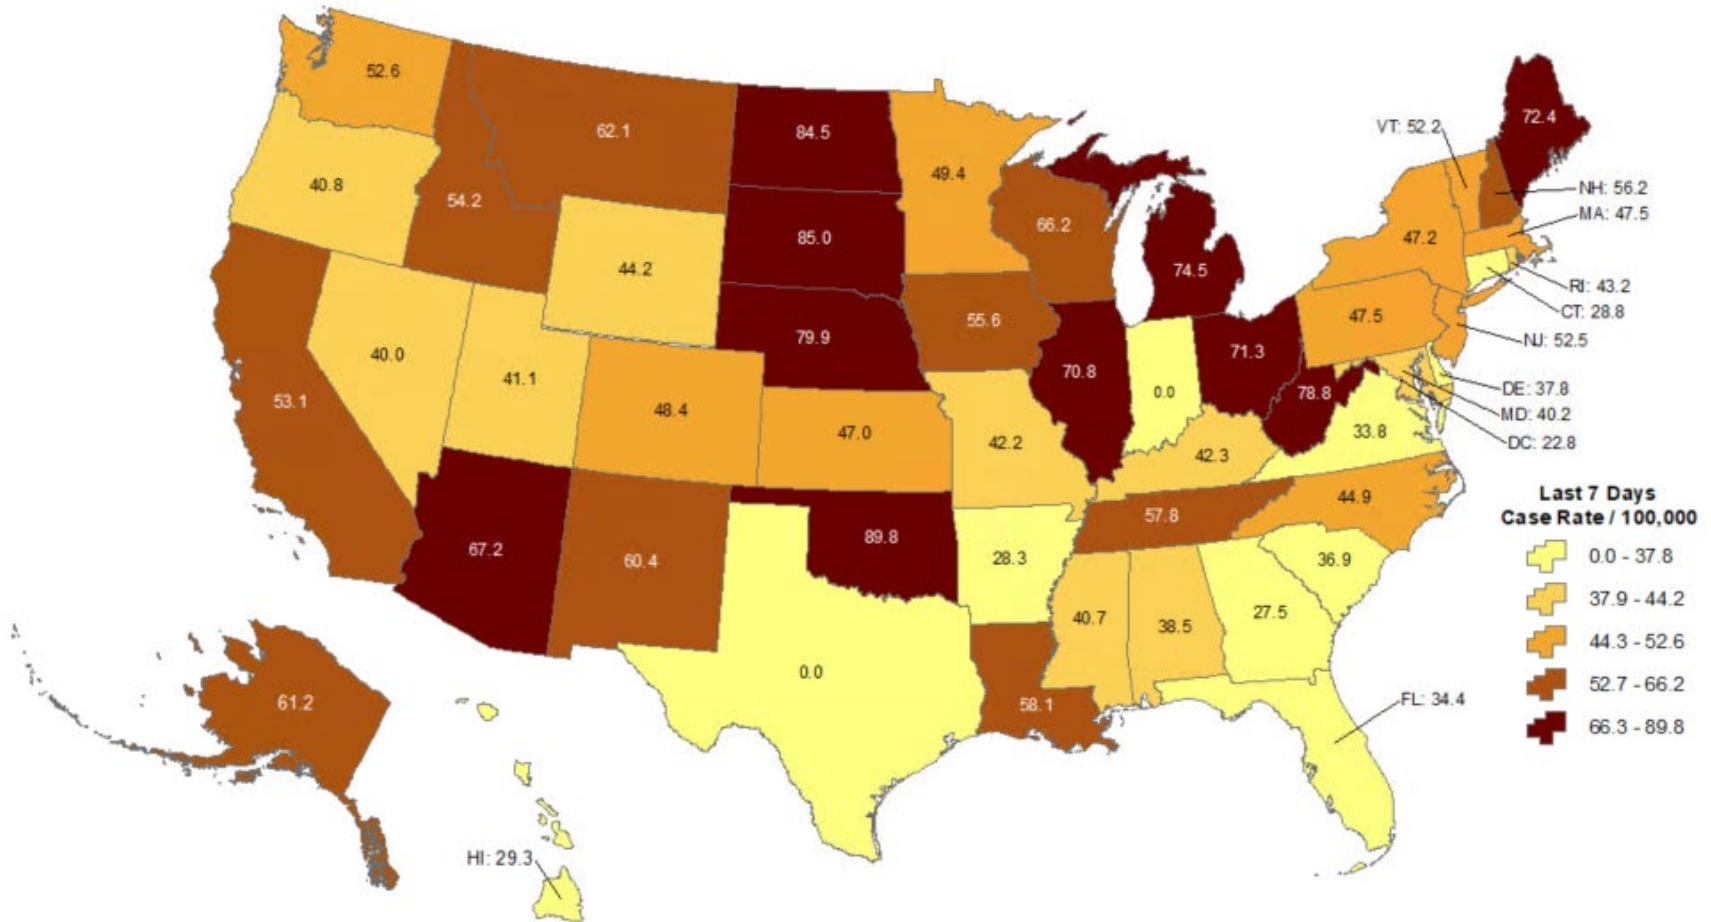 52.6
62.1
84.5
49.4
72.4
VT: 52.2
40.8
54.2
NH: 56.2
MA: 47.5
44.2
85.0
66.2
74.5
47.2
RI: 43.2
CT: 28.8
NJ: 52.5
40.0
41.1
79.9
55.6
70.8
0.0
71.3
47.5
DE: 37.8
MD: 40.2
DC: 22.8
53.1
48.4
47.0
42.2
42.3
78.8
33.8
67.2
60.4
89.8
28.3
57.8
44.9
36.9
40.7
38.5
27.5
0.0
58.1
FL: 34.4
61.2
HI: 29.3
Last 7 Days
Case Rate / 100,000
0.0 - 37.8
37.9 - 44.2
44.3 - 52.6
52.7 - 66.2
66.3 - 89.8